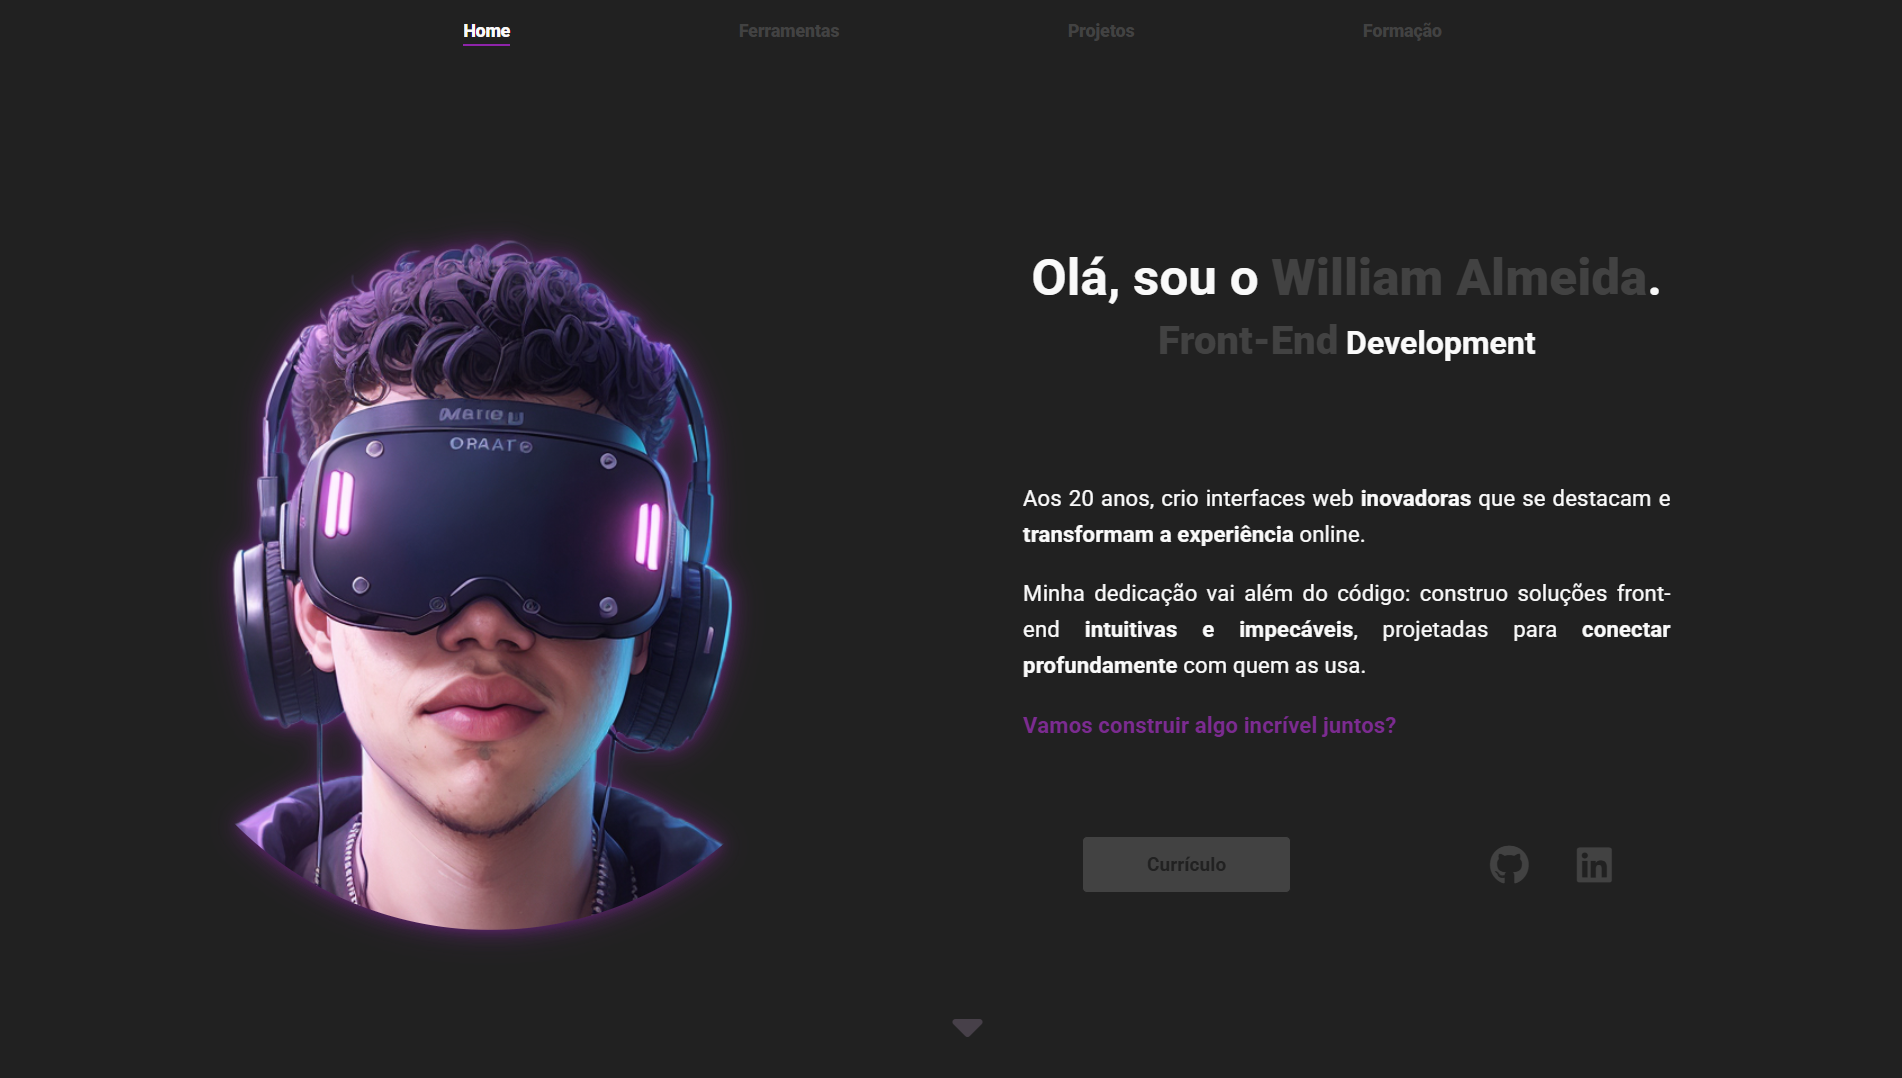 Home
Ferramentas
Projetos
Formação
Olá, sou o William Almeida.
Front-End Development
Aos 20 anos, crio interfaces web inovadoras que se destacam e
transformam a experiência online.
Minha dedicação vai além do código: construo soluções front-
end intuitivas e impecáveis, projetadas para conectar
profundamente com quem as usa.
Vamos construir algo incrível juntos?
Currículo
in